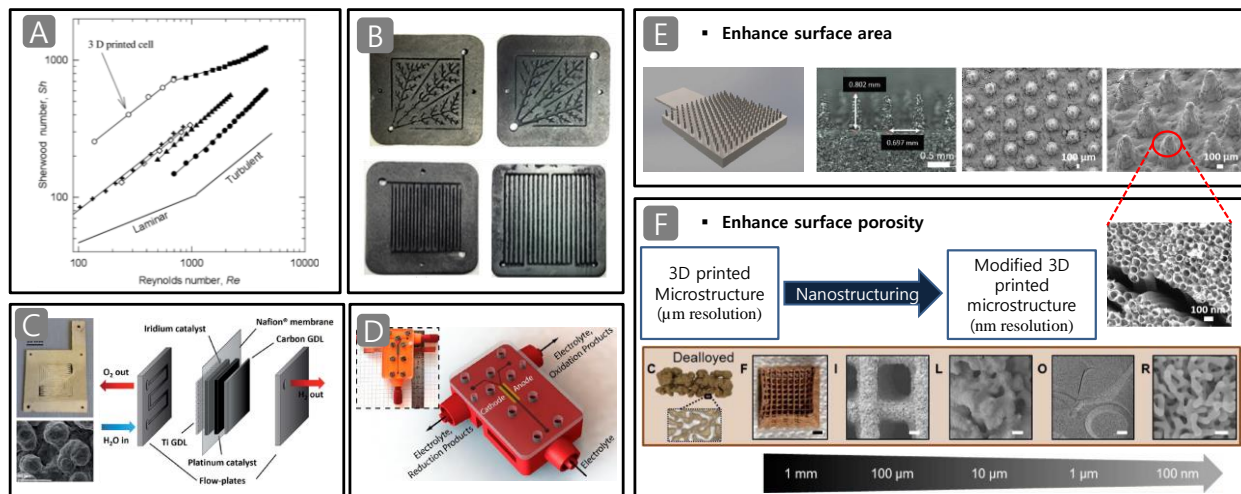 A
3 D printed cell
Sherwood number, Sh
1000
100
Laminar
Turbulent
100
1000
10000
Reynolds number, Re
B
C
Iridium catalyst
Nafion® membrane
Carbon GDL
O₂ out
H₂ out
H₂O in
Ti GDL
Platinum catalyst
Flow-plates
D
Electrolyte,
Oxidation Products
Anode
Cathode
Electrolyte,
Reduction Products
Electrolyte
E
▪ Enhance surface area
0.802 mm
0.697 mm
0.5 mm
100 µm
100 µm
F
▪ Enhance surface porosity
3D printed
Microstructure
(µm resolution)
Nanostructuring
Modified 3D
printed
microstructure
(nm resolution)
100 nm
Dealloyed
C
F
I
L
O
R
1 mm
100 µm
10 µm
1 µm
100 nm